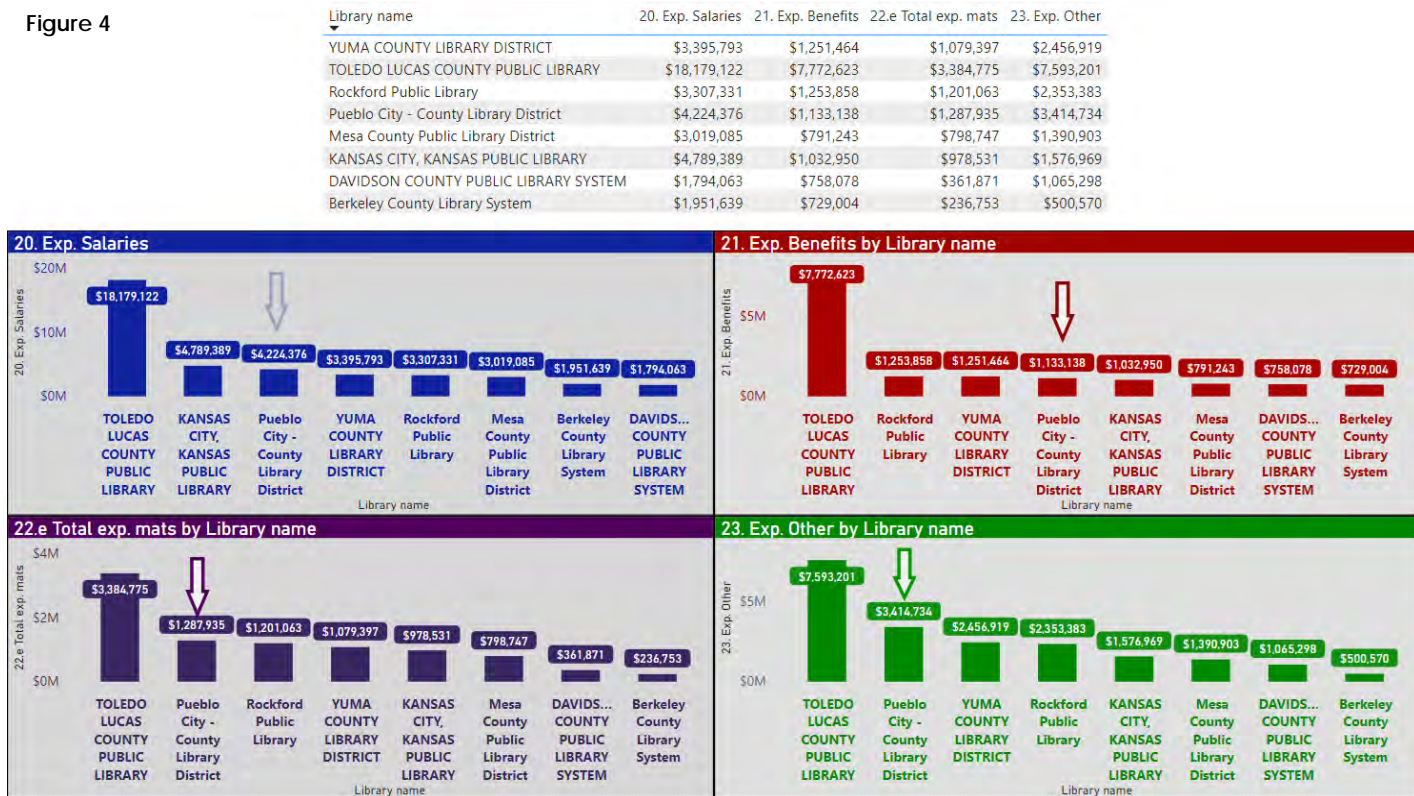 Figure 4
Library name 20. Exp. Salaries 21. Exp. Benefits 22.e Total exp. mats 23. Exp. Other
YUMA COUNTY LIBRARY DISTRICT $3,395,793 $1,251,464 $1,079,397 $2,456,919
TOLEDO LUCAS COUNTY PUBLIC LIBRARY $18,179,122 $7,772,623 $3,384,775 $7,593,201
Rockford Public Library $3,307,331 $1,253,858 $1,201,063 $2,353,383
Pueblo City - County Library District $4,224,376 $1,133,138 $1,287,935 $3,414,734
Mesa County Public Library District $3,019,085 $791,243 $798,747 $1,390,903
KANSAS CITY, KANSAS PUBLIC LIBRARY $4,789,389 $1,032,950 $978,531 $1,576,969
DAVIDSON COUNTY PUBLIC LIBRARY SYSTEM $1,794,063 $758,078 $361,871 $1,065,298
Berkeley County Library System $1,951,639 $729,004 $236,753 $500,570
20. Exp. Salaries
20. Exp. Salaries
$20M
$10M
$0M
$18,179,122 $4,789,389 $4,224,376 $3,395,793 $3,307,331 $3,019,085 $1,951,639 $1,794,063
TOLEDO KANSAS Pueblo YUMA Rockford Mesa Berkeley DAVIDS...
LUCAS CITY, City - COUNTY Public County County COUNTY
COUNTY KANSAS County LIBRARY Library Public Library PUBLIC
PUBLIC PUBLIC Library DISTRICT Library System LIBRARY
LIBRARY LIBRARY District District SYSTEM
Library name
21. Exp. Benefits by Library name
21. Exp. Benefits
$5M
$0M
$7,772,623 $1,253,858 $1,251,464 $1,133,138 $1,032,950 $791,243 $758,078 $729,004
TOLEDO Rockford YUMA Pueblo KANSAS Mesa DAVIDS... Berkeley
LUCAS Public COUNTY City - CITY, County COUNTY County
COUNTY Library LIBRARY County KANSAS Public PUBLIC Library
PUBLIC DISTRICT Library PUBLIC Library LIBRARY System
LIBRARY District LIBRARY District SYSTEM
Library name
22.e Total exp. mats by Library name
22.e Total exp. mats
$4M
$2M
$0M
$3,384,775 $1,287,935 $1,201,063 $1,079,397 $978,531 $798,747 $361,871 $236,753
TOLEDO Pueblo Rockford YUMA KANSAS Mesa DAVIDS... Berkeley
LUCAS City - Public COUNTY CITY, County COUNTY County
COUNTY County Library LIBRARY KANSAS Public PUBLIC Library
PUBLIC Library DISTRICT PUBLIC Library LIBRARY System
LIBRARY District LIBRARY District SYSTEM
Library name
23. Exp. Other by Library name
23. Exp. Other
$5M
$0M
$7,593,201 $3,414,734 $2,456,919 $2,353,383 $1,576,969 $1,390,903 $1,065,298 $500,570
TOLEDO Pueblo YUMA Rockford KANSAS Mesa DAVIDS... Berkeley
LUCAS City - COUNTY Public CITY, County COUNTY County
COUNTY County LIBRARY Library KANSAS Public PUBLIC Library
PUBLIC Library DISTRICT PUBLIC Library LIBRARY System
LIBRARY District LIBRARY District SYSTEM
Library name